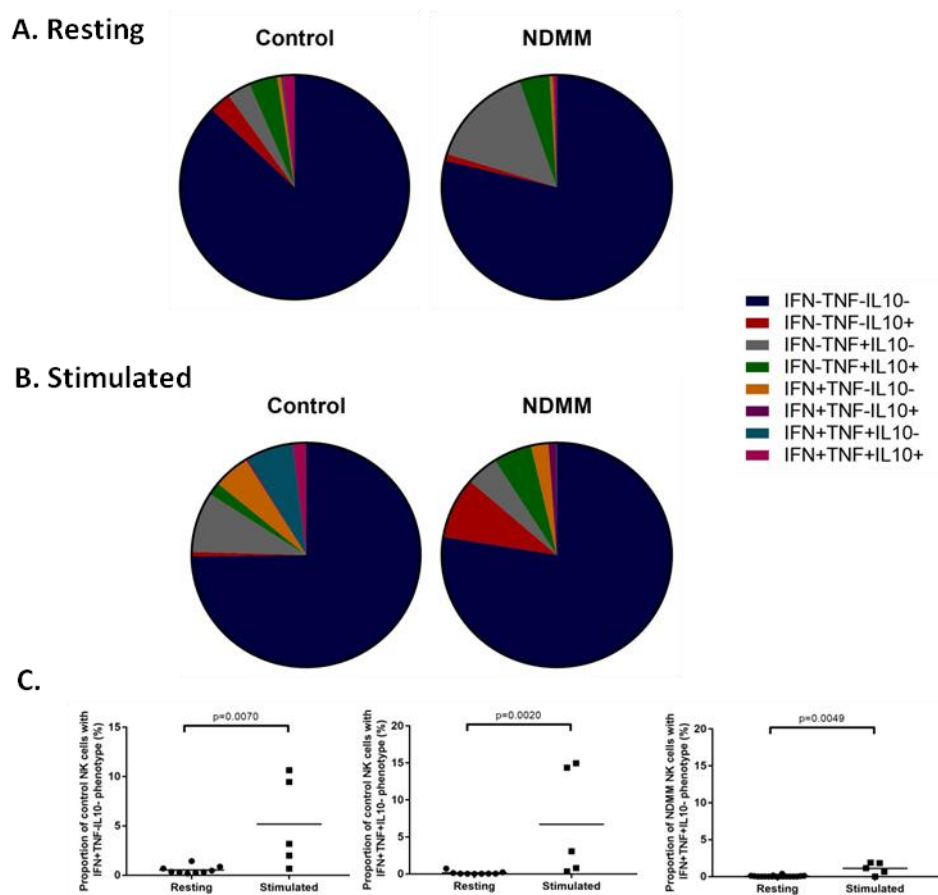 A. Resting
Control
NDMM
IFN-TNF-IL10-
IFN-TNF-IL10+
IFN-TNF+IL10-
IFN-TNF+IL10+
IFN+TNF-IL10-
IFN+TNF-IL10+
IFN+TNF+IL10-
IFN+TNF+IL10+
B. Stimulated
Control
NDMM
C.
Proportion of control NK cells with
IFN+TNF-IL10- phenotype (%)
15
10
5
0
p=0.0070
Resting
Stimulated
Proportion of control NK cells with
IFN+TNF+IL10- phenotype (%)
20
15
10
5
0
p=0.0020
Resting
Stimulated
Proportion of NDMM NK cells with
IFN+TNF+IL10- phenotype (%)
20
15
10
5
0
p=0.0049
Resting
Stimulated